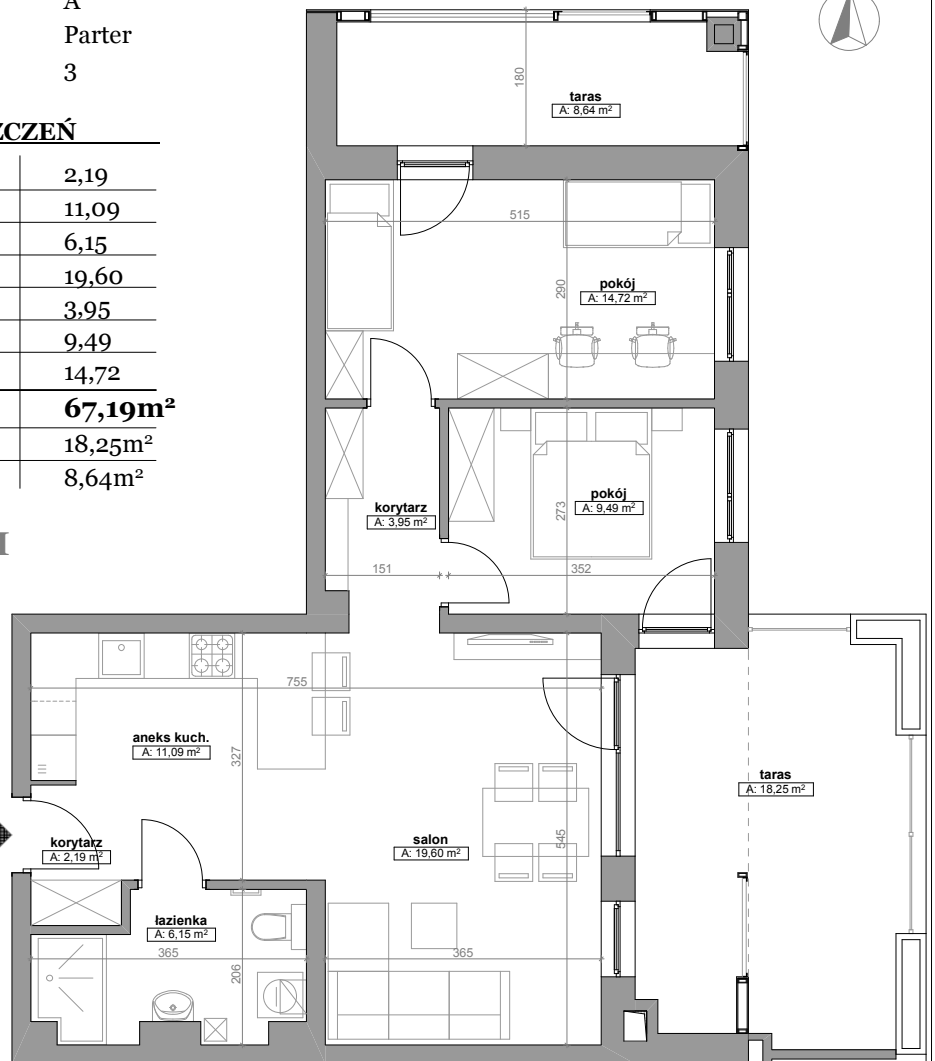 A
Parter
3
ZCZEŃ
2,19
11,09
6,15
19,60
3,95
9,49
14,72
67,19m²
18,25m²
8,64m²
180
taras
A: 8,64 m²
515
290
pokój
A: 14,72 m²
korytarz
A: 3,95 m²
273
pokój
A: 9,49 m²
151
352
755
327
aneks kuch.
A: 11,09 m²
545
salon
A: 19,60 m²
taras
A: 18,25 m²
korytarz
A: 2,19 m²
łazienka
A: 6,15 m²
365
206
365